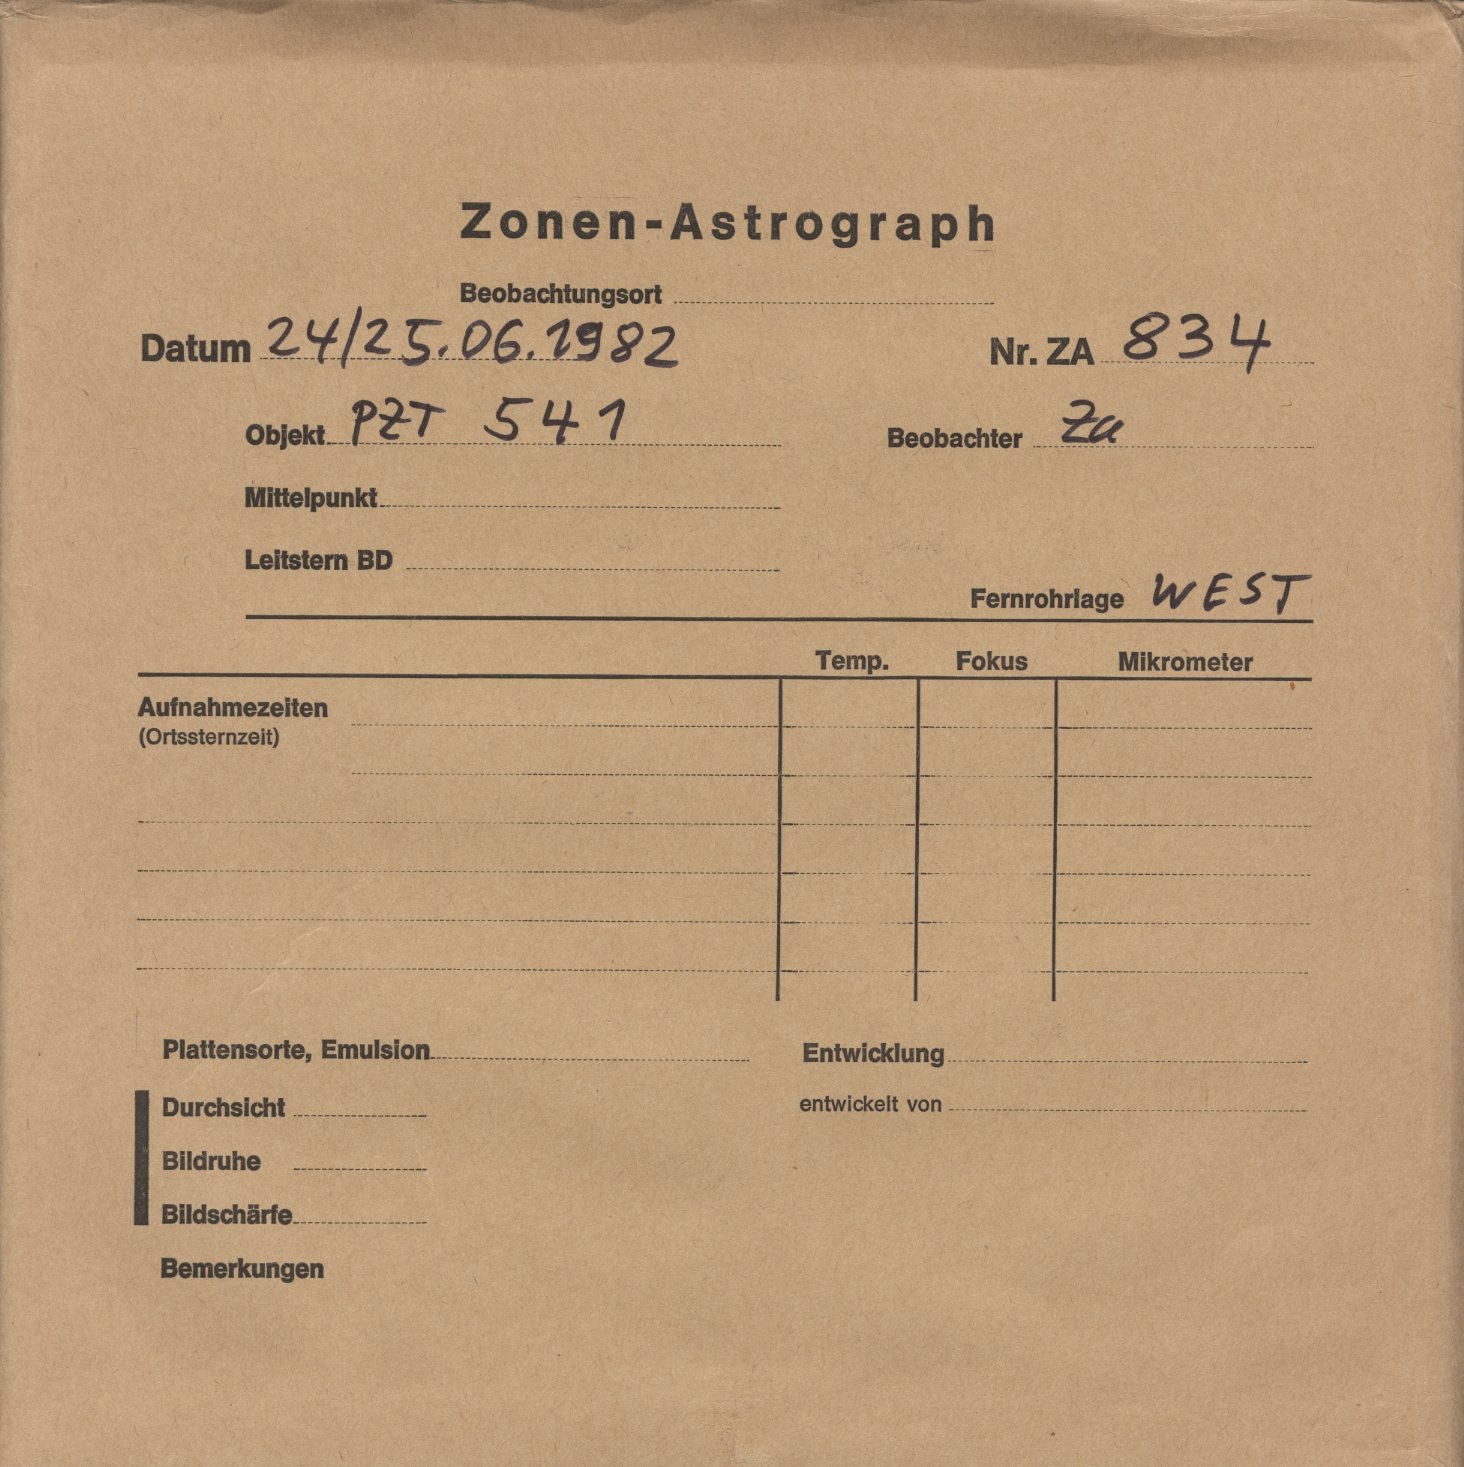 Zonen-Astrograph
Beobachtungsort
Datum 24/25.06.1982 Nr. ZA 834
Objekt PZT 541 Beobachter Za
Mittelpunkt
Leitstern BD
Fernrohrlage WEST
Temp. Fokus Mikrometer
Aufnahmezeiten
(Ortssternzeit)
Plattensorte, Emulsion Entwicklung
Durchsicht entwickelt von
Bildruhe
Bildschärfe
Bemerkungen